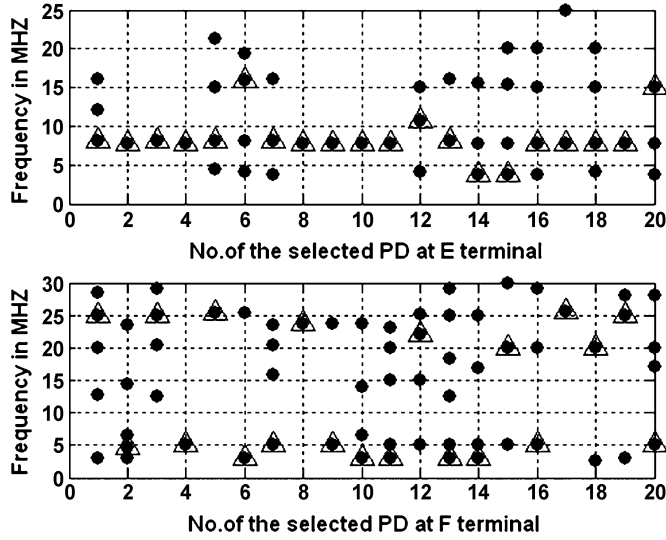 Frequency in MHZ
25
20
15
10
5
0
0 2 4 6 8 10 12 14 16 18 20
No.of the selected PD at E terminal
Frequency in MHZ
30
25
20
15
10
5
0
0 2 4 6 8 10 12 14 16 18 20
No.of the selected PD at F terminal